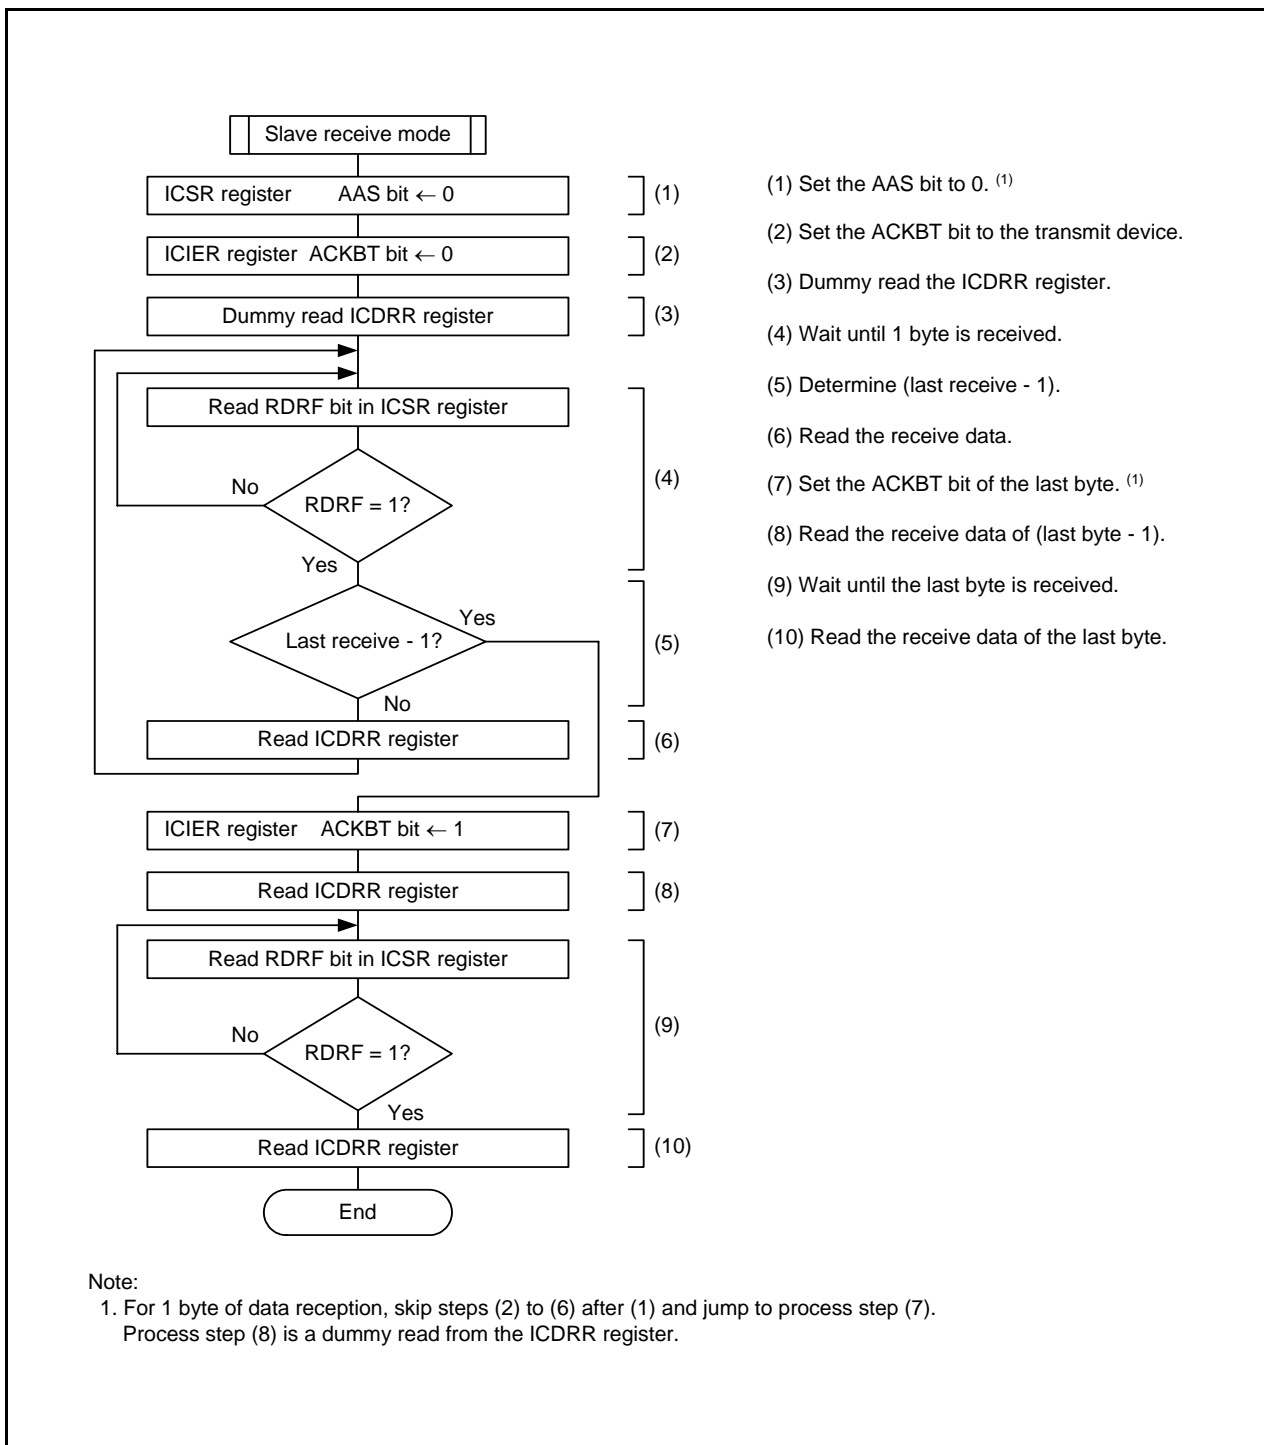 Slave receive mode
ICSR register AAS bit ← 0
(1)
ICIER register ACKBT bit ← 0
(2)
Dummy read ICDRR register
(3)
Read RDRF bit in ICSR register
No
RDRF = 1?
(4)
Yes
Last receive - 1?
Yes
(5)
No
Read ICDRR register
(6)
ICIER register ACKBT bit ← 1
(7)
Read ICDRR register
(8)
Read RDRF bit in ICSR register
No
RDRF = 1?
(9)
Yes
Read ICDRR register
(10)
End
(1) Set the AAS bit to 0. (1)
(2) Set the ACKBT bit to the transmit device.
(3) Dummy read the ICDRR register.
(4) Wait until 1 byte is received.
(5) Determine (last receive - 1).
(6) Read the receive data.
(7) Set the ACKBT bit of the last byte. (1)
(8) Read the receive data of (last byte - 1).
(9) Wait until the last byte is received.
(10) Read the receive data of the last byte.
Note:
1. For 1 byte of data reception, skip steps (2) to (6) after (1) and jump to process step (7).
Process step (8) is a dummy read from the ICDRR register.